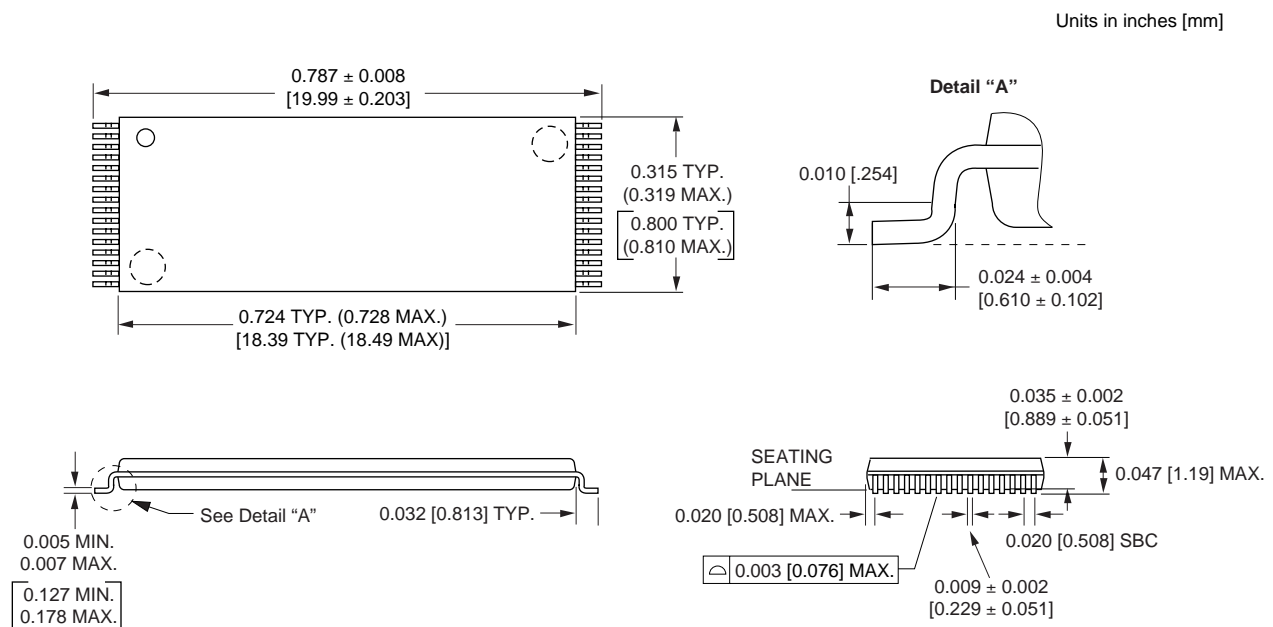 Units in inches [mm]
0.787 ± 0.008
[19.99 ± 0.203]
0.315 TYP.
(0.319 MAX.)
[0.800 TYP.
(0.810 MAX.)]
0.724 TYP. (0.728 MAX.)
[18.39 TYP. (18.49 MAX)]
Detail “A”
0.010 [.254]
0.024 ± 0.004
[0.610 ± 0.102]
See Detail “A”
0.032 [0.813] TYP.
0.005 MIN.
0.007 MAX.
[0.127 MIN.
0.178 MAX.]
0.035 ± 0.002
[0.889 ± 0.051]
SEATING
PLANE
0.047 [1.19] MAX.
0.020 [0.508] MAX.
0.020 [0.508] SBC
⌓ 0.003 [0.076] MAX.
0.009 ± 0.002
[0.229 ± 0.051]